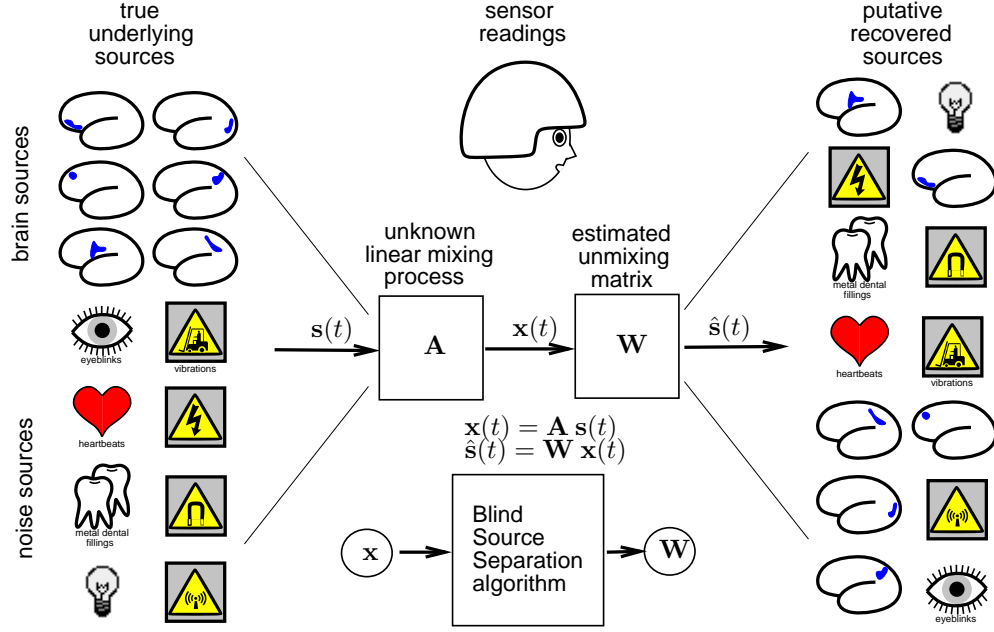 true
underlying
sources
sensor
readings
putative
recovered
sources
brain sources
noise sources
eyeblinks
vibrations
heartbeats
metal dental
fillings
unknown
linear mixing
process
estimated
unmixing
matrix
s(t)
A
x(t)
W
ŝ(t)
x(t) = A s(t)
ŝ(t) = W x(t)
x
Blind
Source
Separation
algorithm
W
metal dental
fillings
heartbeats
vibrations
eyeblinks